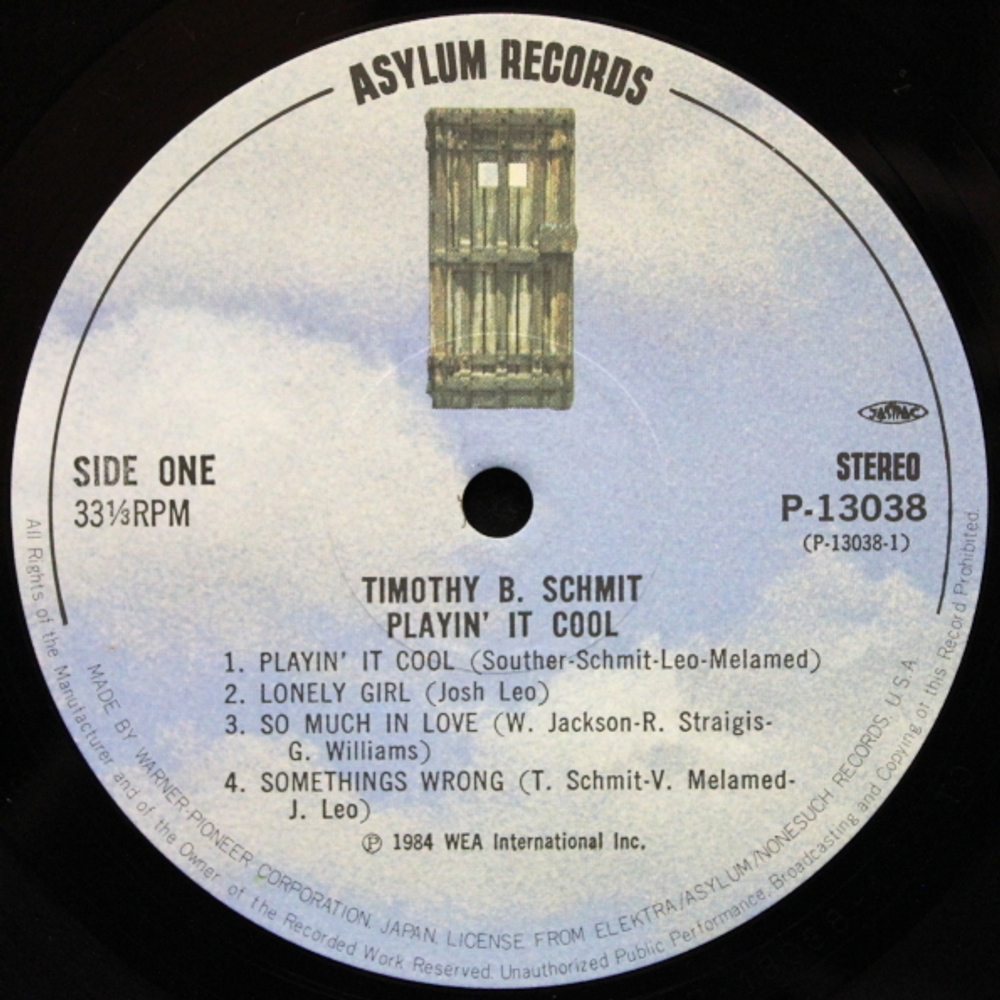 ASYLUM RECORDS
JASRAC
SIDE ONE
33⅓RPM
STEREO
P-13038
(P-13038-1)
TIMOTHY B. SCHMIT
PLAYIN' IT COOL
1. PLAYIN' IT COOL (Souther-Schmit-Leo-Melamed)
2. LONELY GIRL (Josh Leo)
3. SO MUCH IN LOVE (W. Jackson-R. Straigis-
G. Williams)
4. SOMETHINGS WRONG (T. Schmit-V. Melamed-
J. Leo)
℗ 1984 WEA International Inc.
MADE BY WARNER-PIONEER CORPORATION. JAPAN. LICENSE FROM ELEKTRA/ASYLUM/NONESUCH RECORDS. U.S.A.
All Rights of the Manufacturer and of the Owner of the Recorded Work Reserved. Unauthorized Public Performance, Broadcasting and Copying of this Record Prohibited.